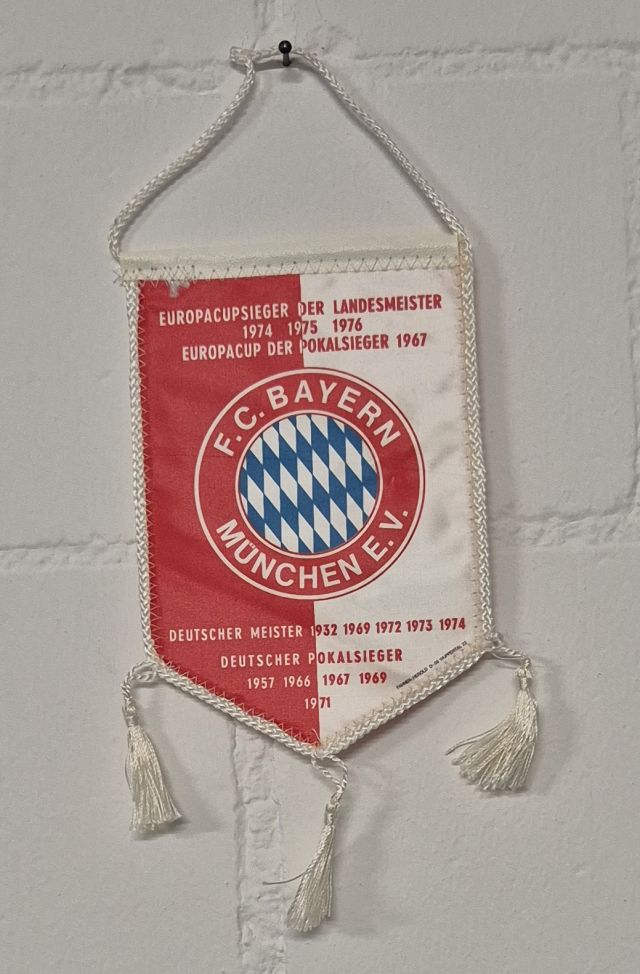 EUROPACUPSIEGER DER LANDESMEISTER
1974 1975 1976
EUROPACUP DER POKALSIEGER 1967
F.C. BAYERN
MÜNCHEN E.V.
DEUTSCHER MEISTER 1932 1969 1972 1973 1974
DEUTSCHER POKALSIEGER
1957 1966 1967 1969
1971